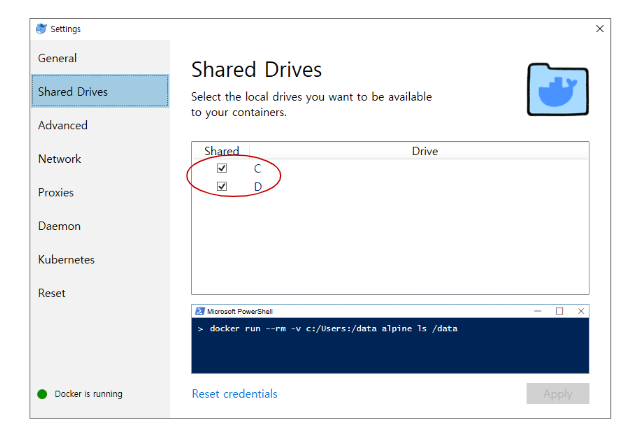 Settings
General
Shared Drives
Advanced
Network
Proxies
Daemon
Kubernetes
Reset
Docker is running
Shared Drives
Select the local drives you want to be available
to your containers.
Shared Drive
C
D
Microsoft PowerShell
> docker run --rm -v c:/Users:/data alpine ls /data
Reset credentials
Apply